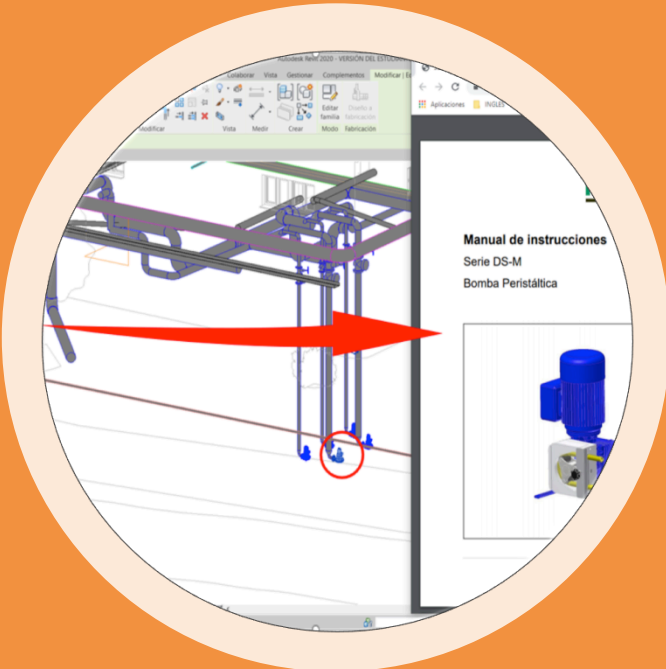 Autodesk Revit 2020 - VERSIÓN DEL ESTUD
Colaborar Vista Gestionar Complementos Modificar | E
Editar familia
Diseño a fabricación
Modificar Vista Medir Crear Modo Fabricación
Aplicaciones INGLES
Manual de instrucciones
Serie DS-M
Bomba Peristáltica